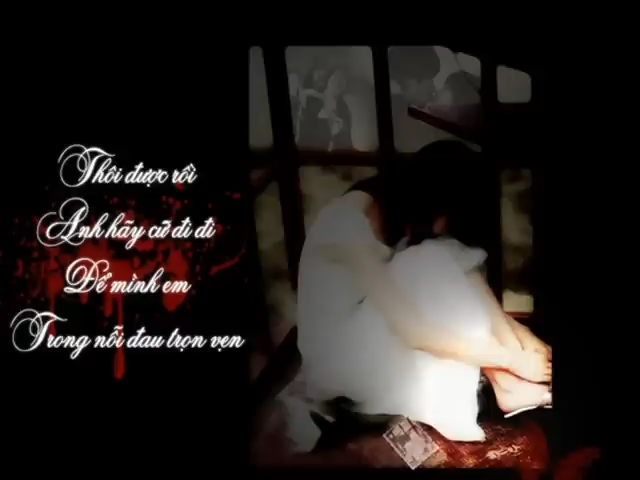 Thôi được rồi
Anh hãy cứ đi đi
Để mình em
Trong nỗi đau trọn vẹn